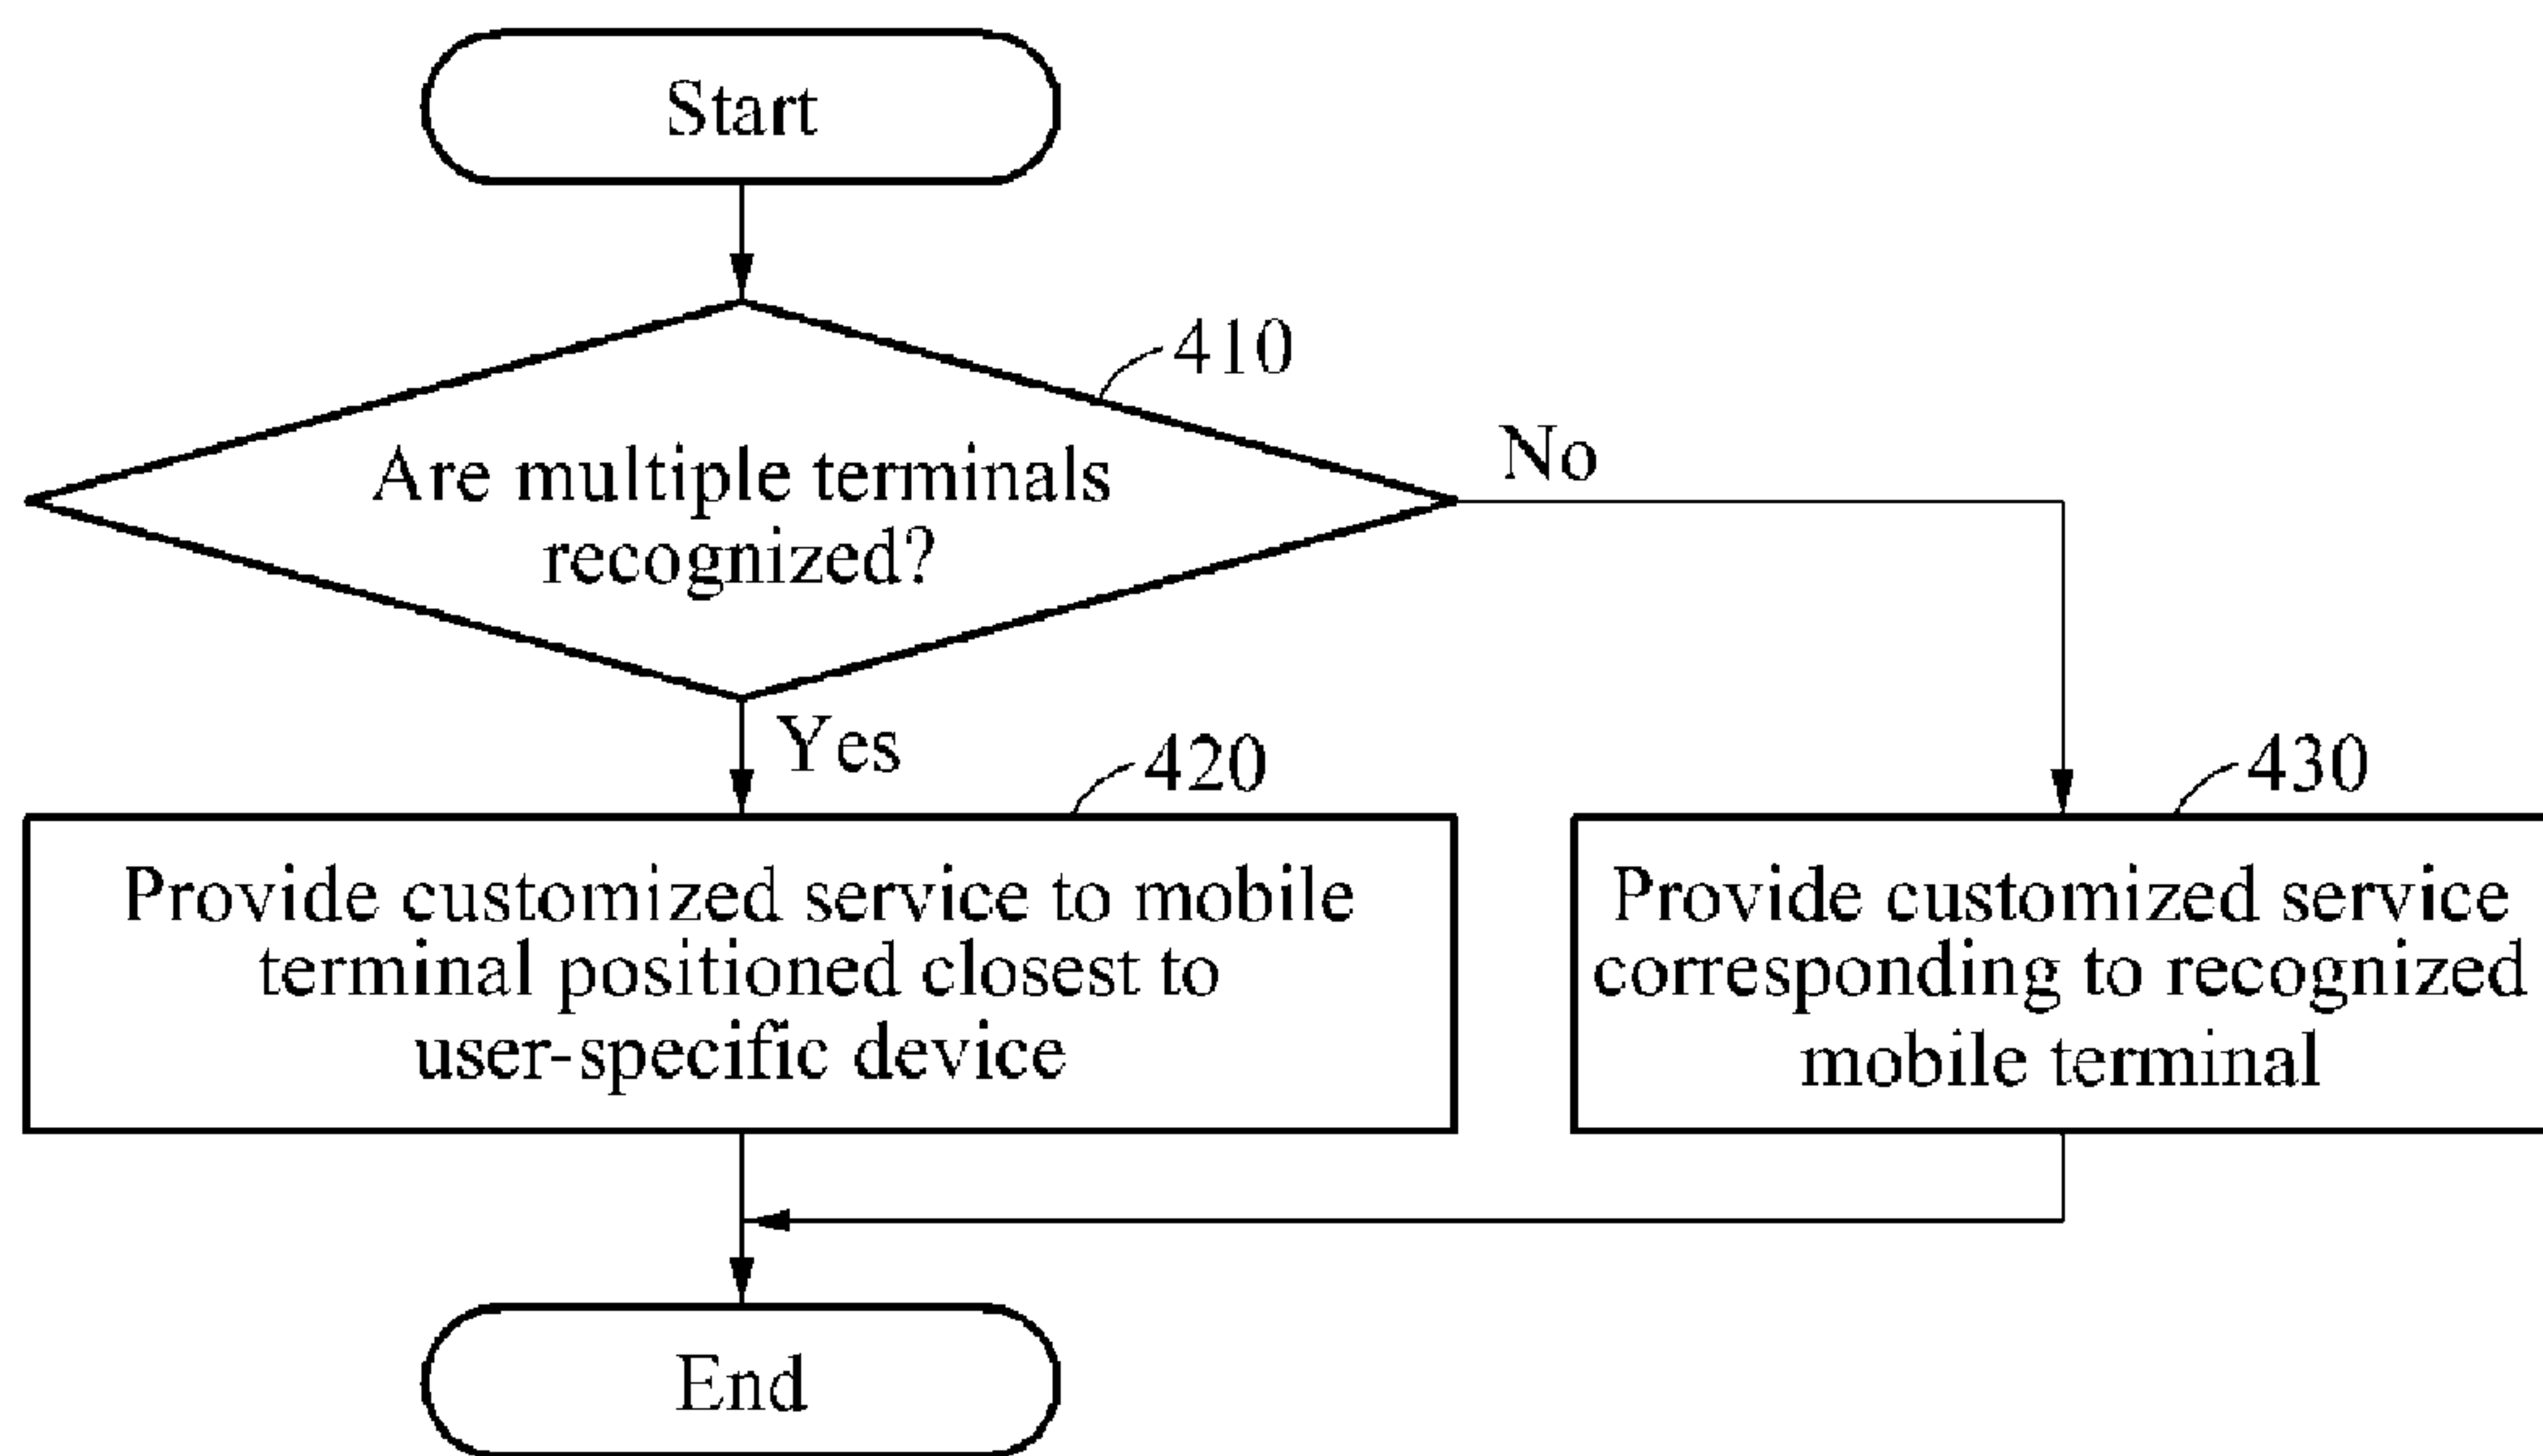 Start
410
Are multiple terminals
recognized?
No
Yes
420
430
Provide customized service to mobile
terminal positioned closest to
user-specific device
Provide customized service
corresponding to recognized
mobile terminal
End